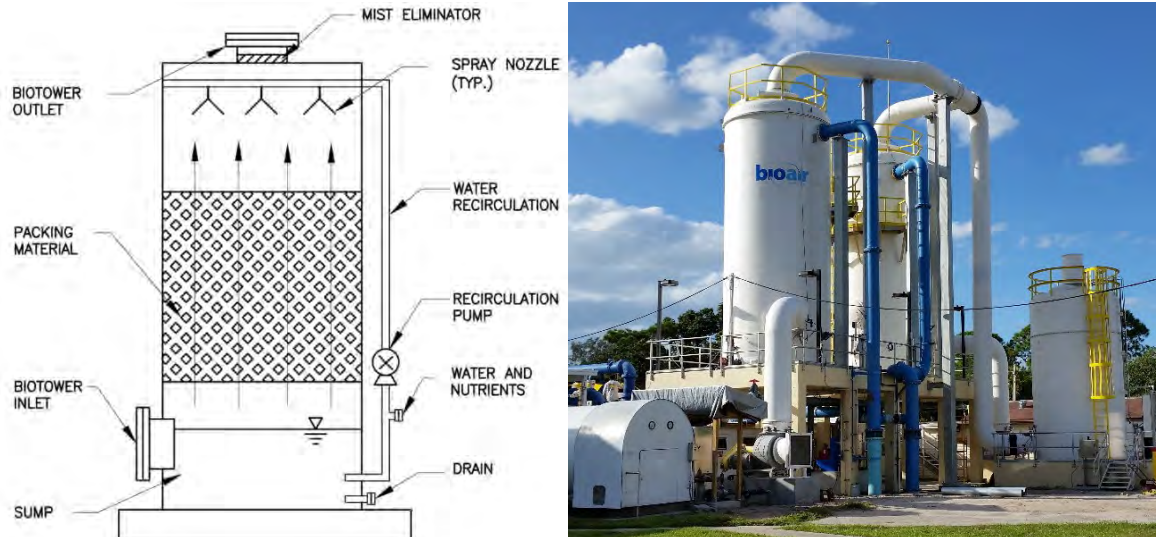 MIST ELIMINATOR
BIOTOWER
OUTLET
SPRAY NOZZLE
(TYP.)
WATER
RECIRCULATION
PACKING
MATERIAL
RECIRCULATION
PUMP
BIOTOWER
INLET
WATER AND
NUTRIENTS
DRAIN
SUMP
bioair